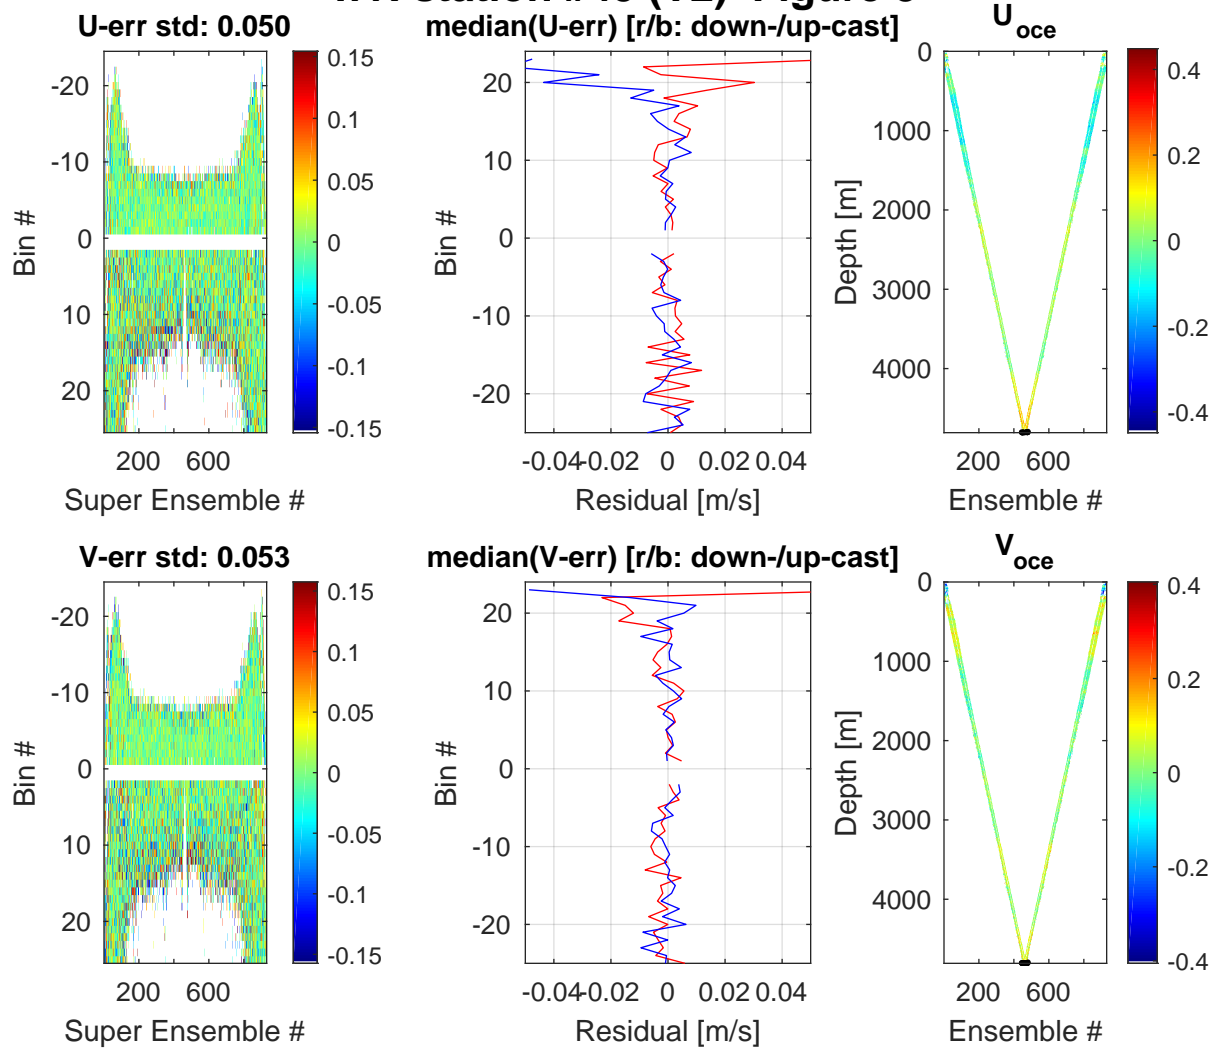 U-err std: 0.050
median(U-err) [r/b: down-/up-cast]
U_oce
-20
-10
0
10
20
Bin #
200 600
Super Ensemble #
0.15
0.1
0.05
0
-0.05
-0.1
-0.15
20
10
0
-10
-20
Bin #
-0.04 -0.02 0 0.02 0.04
Residual [m/s]
0
1000
2000
3000
4000
Depth [m]
200 600
Ensemble #
0.4
0.2
0
-0.2
-0.4
V-err std: 0.053
median(V-err) [r/b: down-/up-cast]
V_oce
-20
-10
0
10
20
Bin #
200 600
Super Ensemble #
0.15
0.1
0.05
0
-0.05
-0.1
-0.15
20
10
0
-10
-20
Bin #
-0.04 -0.02 0 0.02 0.04
Residual [m/s]
0
1000
2000
3000
4000
Depth [m]
200 600
Ensemble #
0.4
0.2
0
-0.2
-0.4